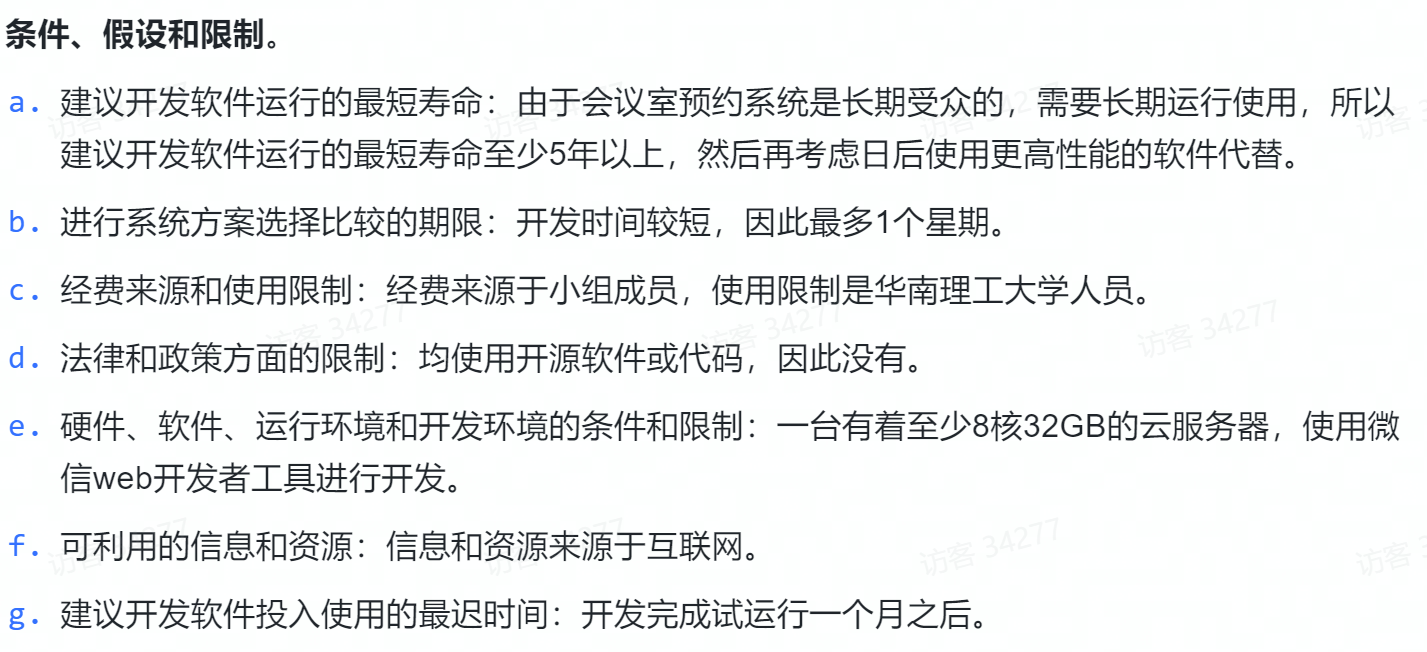 条件、假设和限制。
a. 建议开发软件运行的最短寿命：由于会议室预约系统是长期受众的，需要长期运行使用，所以
建议开发软件运行的最短寿命至少5年以上，然后再考虑日后使用更高性能的软件代替。
b. 进行系统方案选择比较的期限：开发时间较短，因此最多1个星期。
c. 经费来源和使用限制：经费来源于小组成员，使用限制是华南理工大学人员。
d. 法律和政策方面的限制：均使用开源软件或代码，因此没有。
e. 硬件、软件、运行环境和开发环境的条件和限制：一台有着至少8核32GB的云服务器，使用微
信web开发者工具进行开发。
f. 可利用的信息和资源：信息和资源来源于互联网。
g. 建议开发软件投入使用的最迟时间：开发完成试运行一个月之后。
访客 34277